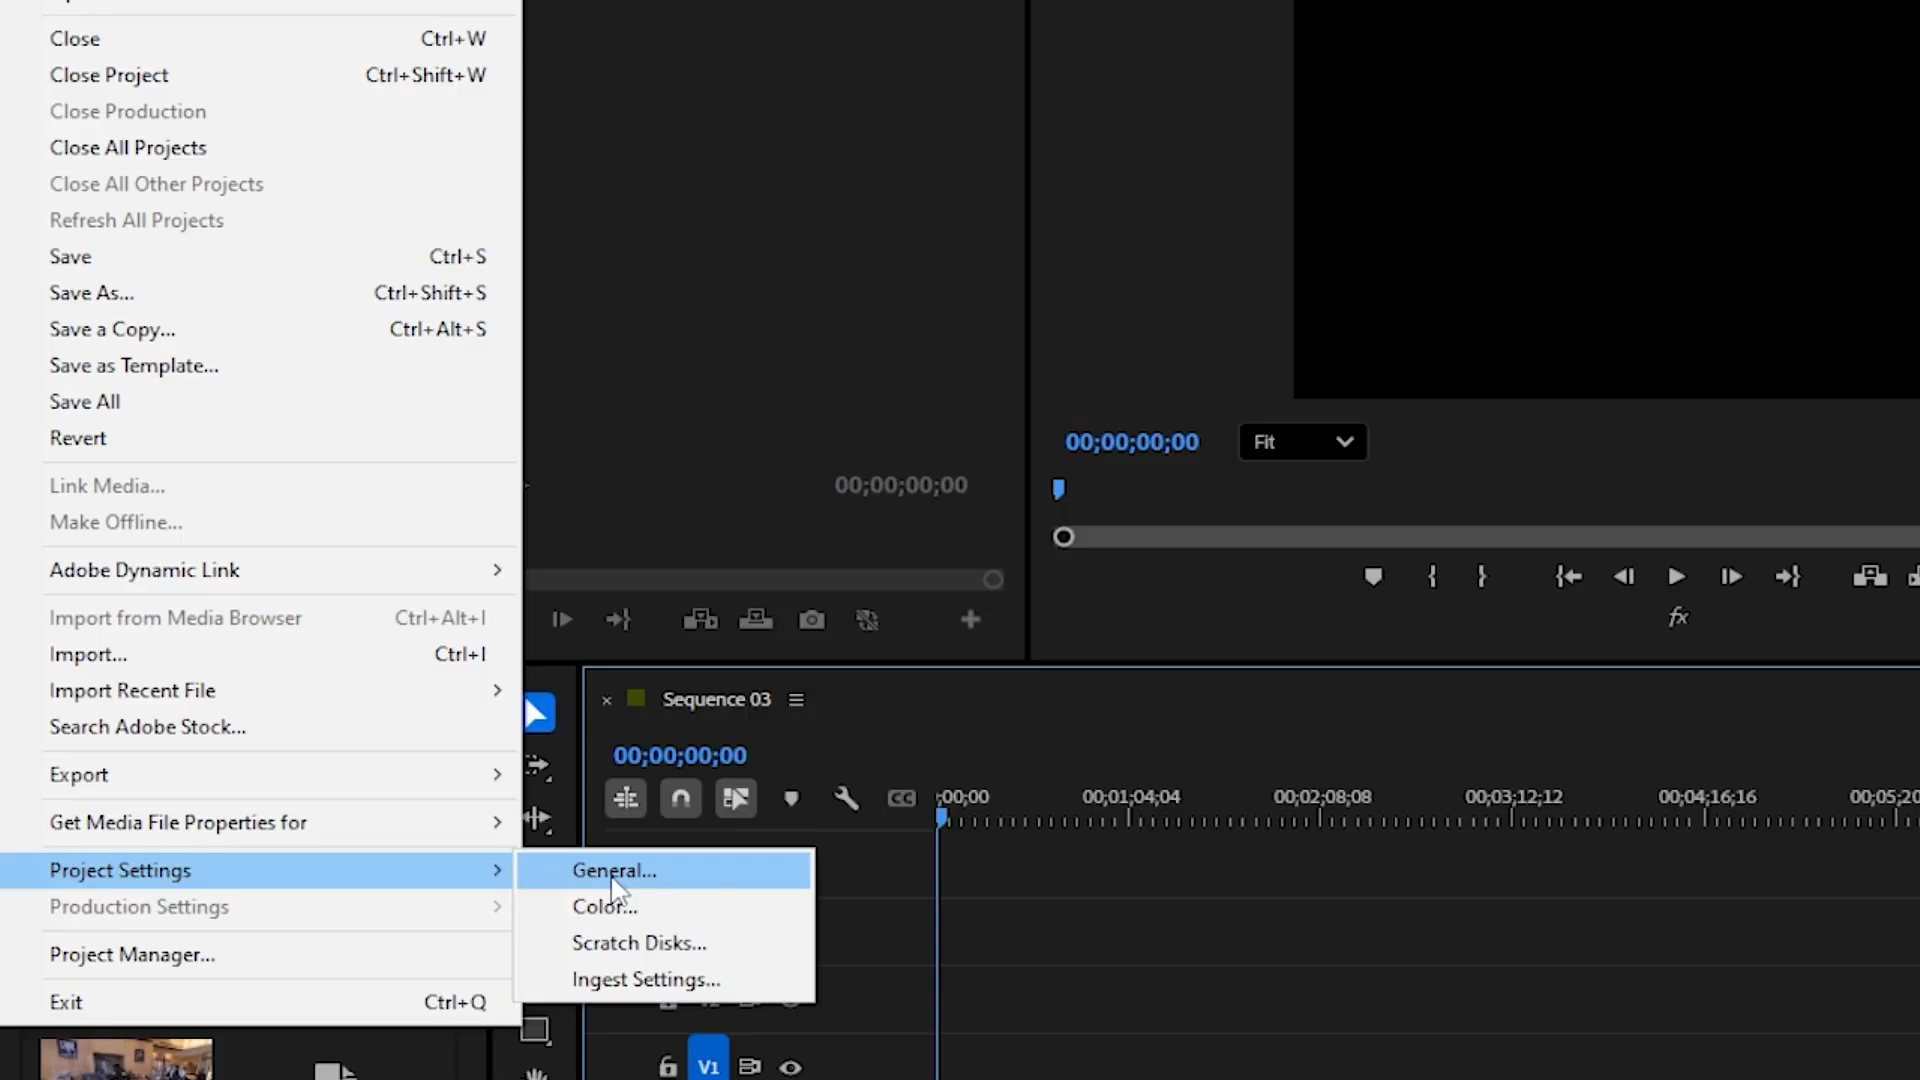 Close Ctrl+W
Close Project Ctrl+Shift+W
Close Production
Close All Projects
Close All Other Projects
Refresh All Projects
Save Ctrl+S
Save As... Ctrl+Shift+S
Save a Copy... Ctrl+Alt+S
Save as Template...
Save All
Revert
Link Media...
Make Offline...
Adobe Dynamic Link
Import from Media Browser Ctrl+Alt+I
Import... Ctrl+I
Import Recent File
Search Adobe Stock...
Export
Get Media File Properties for
Project Settings
Production Settings
Project Manager...
Exit Ctrl+Q
General...
Color...
Scratch Disks...
Ingest Settings...
00;00;00;00
00;00;00;00 Fit
fx
Sequence 03
00;00;00;00
CC ;00;00 00;01;04;04 00;02;08;08 00;03;12;12 00;04;16;16 00;05;20
V1